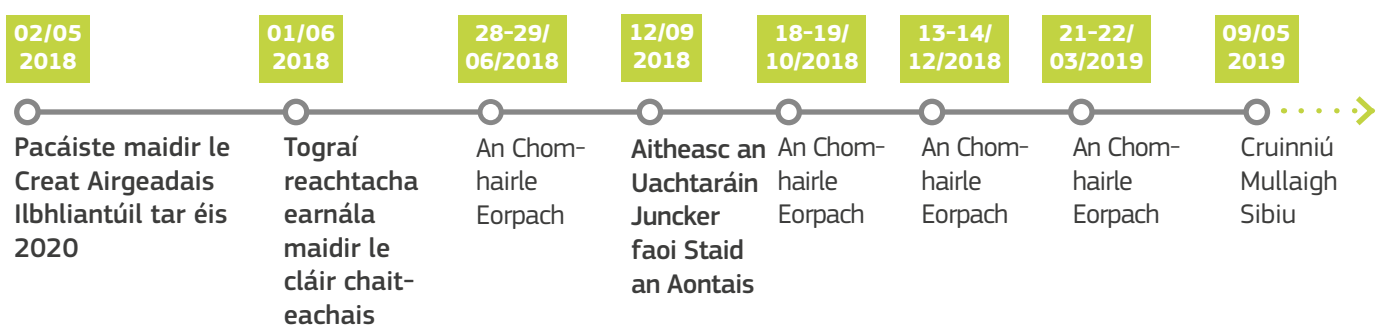 02/05
2018
Pacáiste maidir le
Creat Airgeadais
Ilbhliantúil tar éis
2020
01/06
2018
Tograí
reachtacha
earnála
maidir le
cláir chait-
eachais
28-29/
06/2018
An Chom-
hairle
Eorpach
12/09
2018
Aitheasc an
Uachtaráin
Juncker
faoi Staid
an Aontais
18-19/
10/2018
An Chom-
hairle
Eorpach
13-14/
12/2018
An Chom-
hairle
Eorpach
21-22/
03/2019
An Chom-
hairle
Eorpach
09/05
2019
Cruinniú
Mullaigh
Sibiu